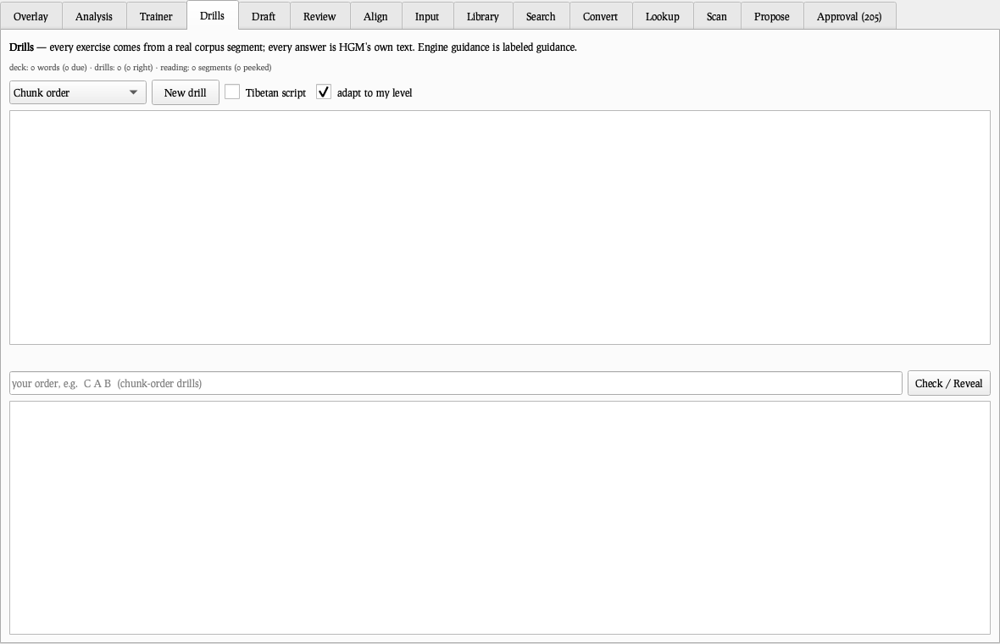 Overlay Analysis Trainer Drills Draft Review Align Input Library Search Convert Lookup Scan Propose Approval (205)
Drills — every exercise comes from a real corpus segment; every answer is HGM's own text. Engine guidance is labeled guidance.
deck: 0 words (0 due) · drills: 0 (0 right) · reading: 0 segments (0 peeked)
Chunk order New drill Tibetan script adapt to my level
your order, e.g. C A B (chunk-order drills) Check / Reveal